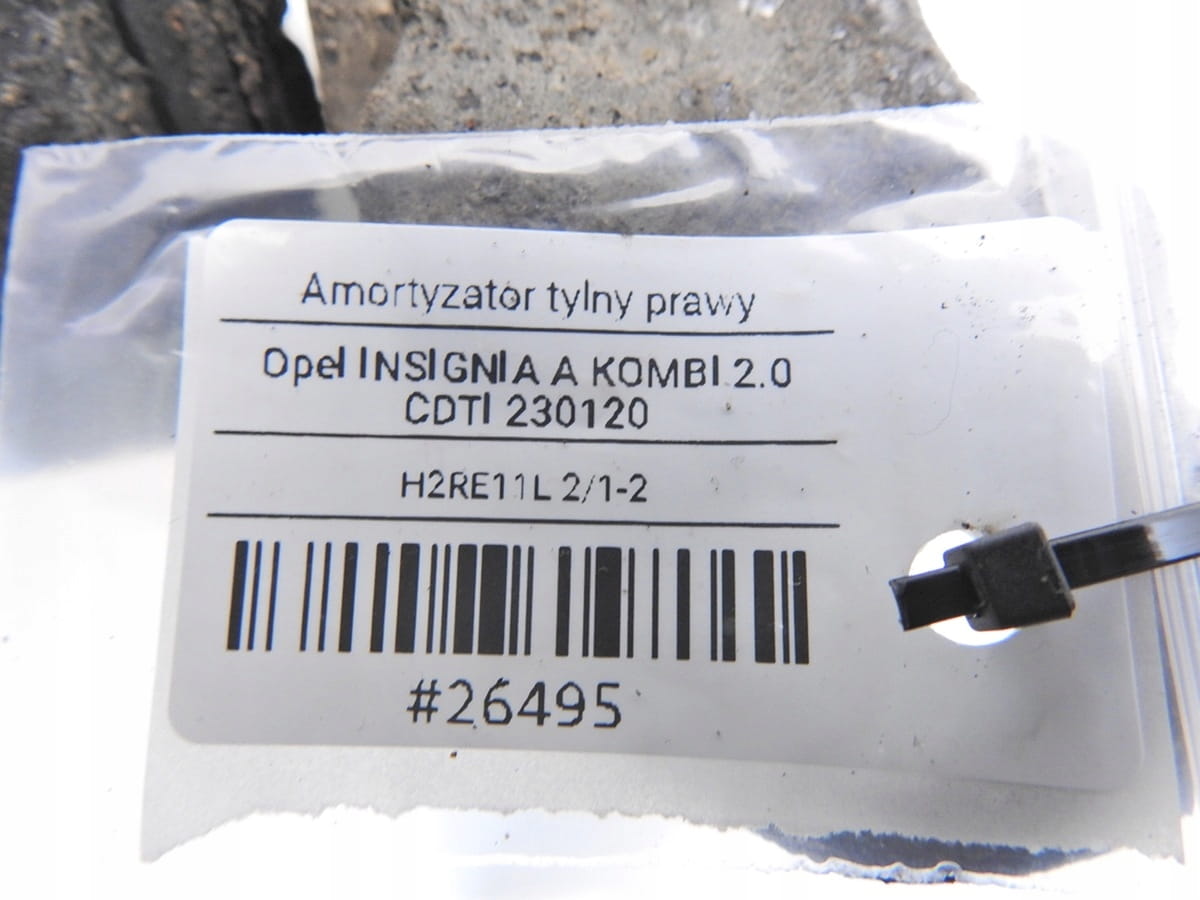 Amortyzator tylny prawy
Opel INSIGNIA A KOMBI 2.0
CDTI 230120
H2RE11L 2/1-2
#26495